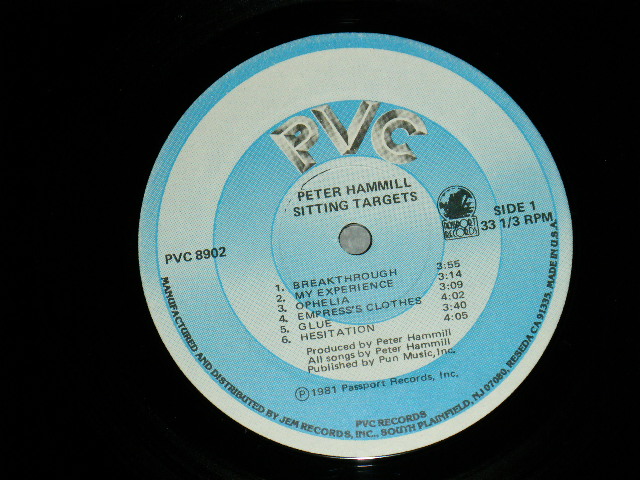 PVC
PETER HAMMILL
SITTING TARGETS
PASSPORT
RECORDS
SIDE 1
33 1/3 RPM
PVC 8902
1. BREAKTHROUGH 3:55
2. MY EXPERIENCE 3:14
3. OPHELIA 3:09
4. EMPRESS'S CLOTHES 4:02
5. GLUE 3:40
6. HESITATION 4:05
Produced by Peter Hammill
All songs by Peter Hammill
Published by Pun Music, Inc.
Ⓟ 1981 Passport Records, Inc.
PVC RECORDS
MANUFACTURED AND DISTRIBUTED BY JEM RECORDS, INC., SOUTH PLAINFIELD, NJ 07080, RESEDA CA 91335. MADE IN U.S.A.